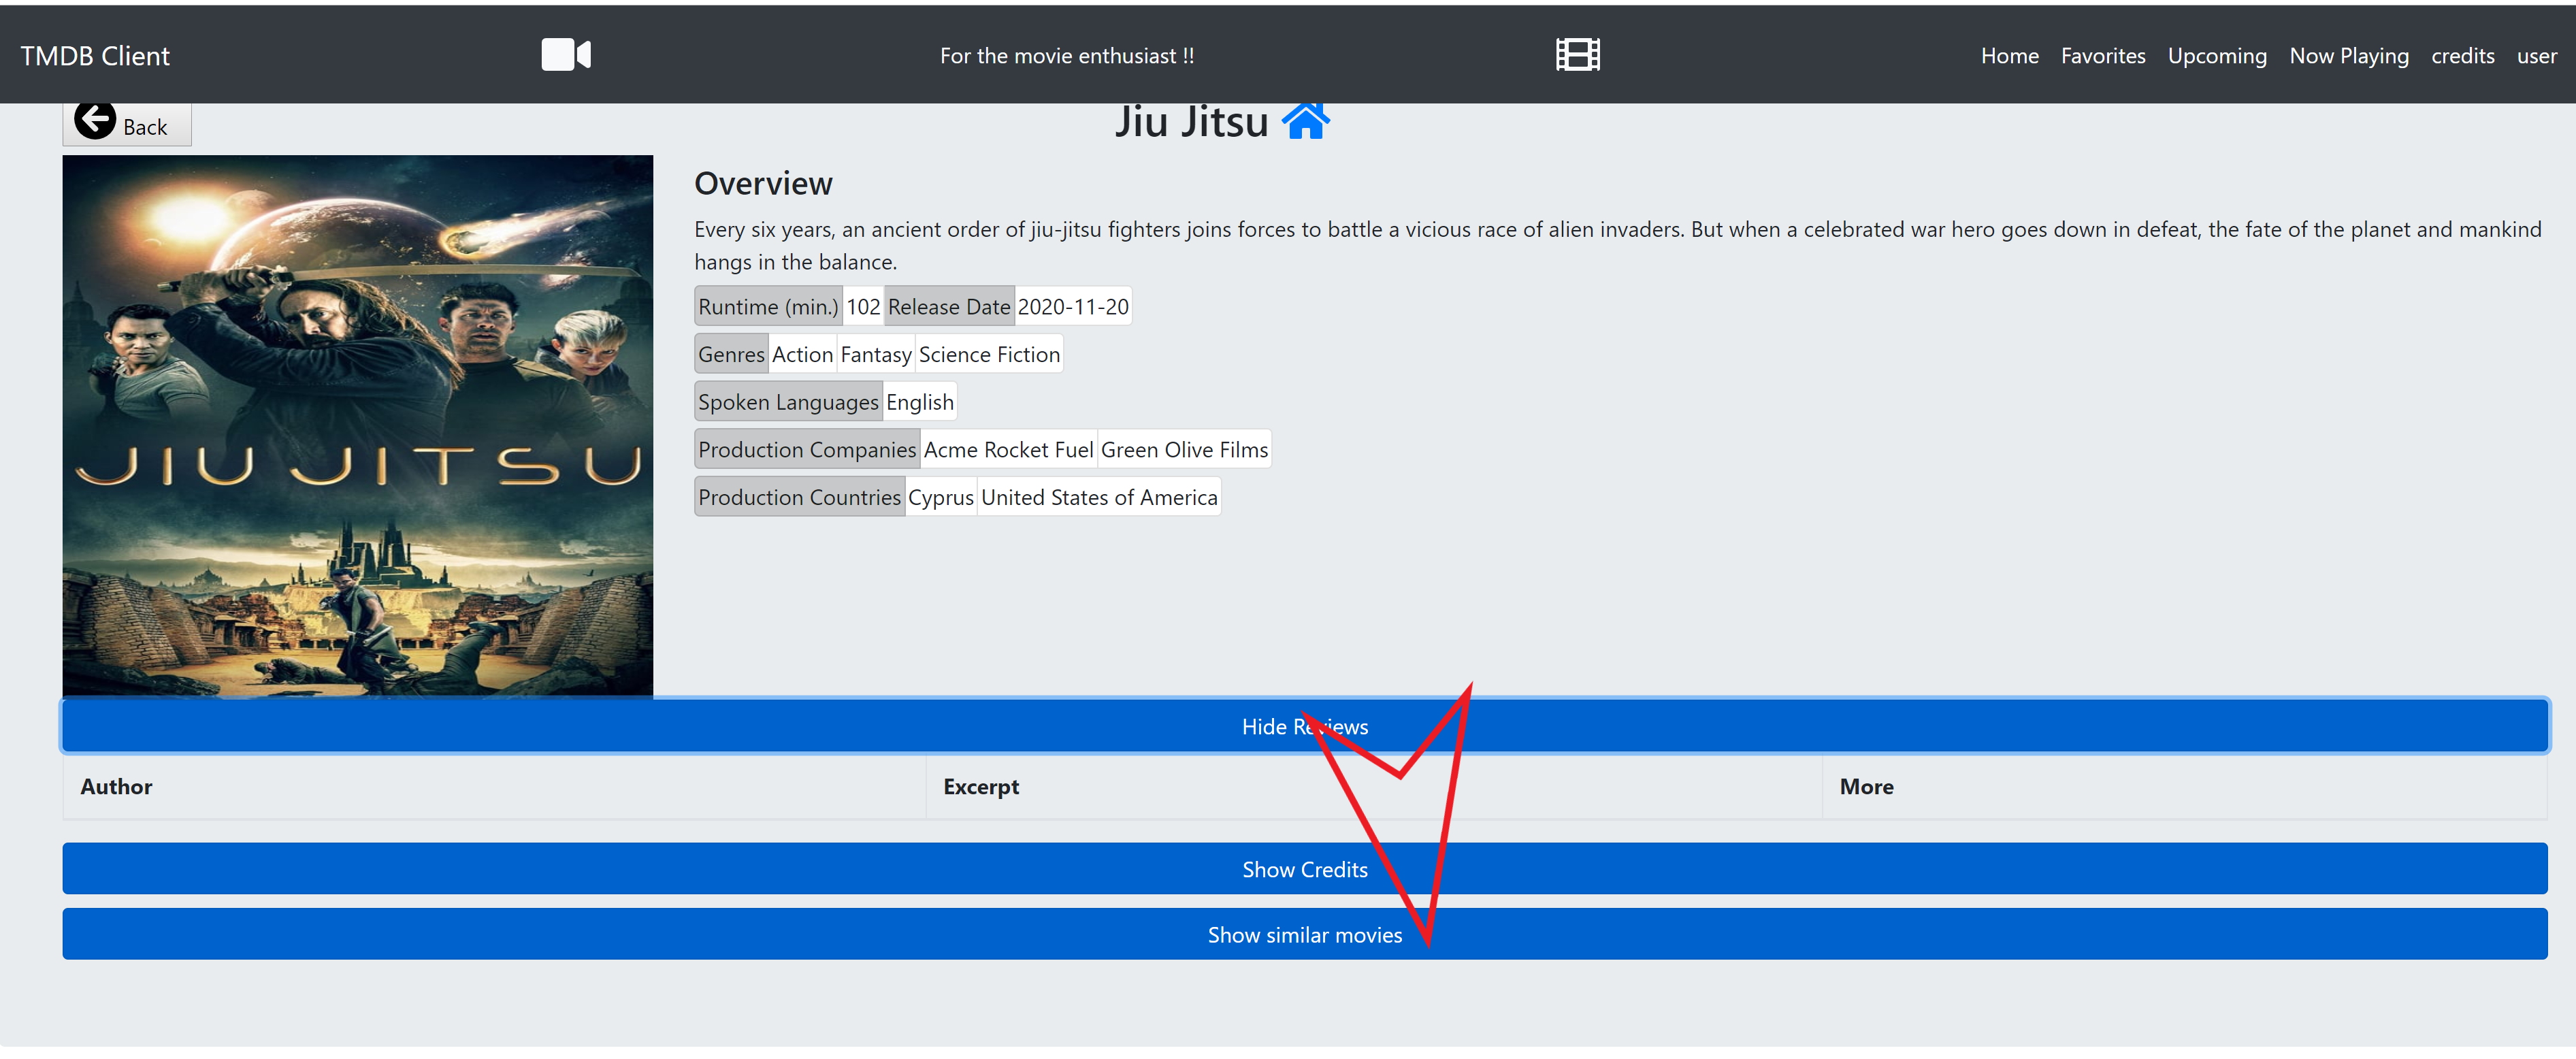 TMDB Client For the movie enthusiast !! Home Favorites Upcoming Now Playing credits user
Back
Jiu Jitsu
JIU JITSU
Overview
Every six years, an ancient order of jiu-jitsu fighters joins forces to battle a vicious race of alien invaders. But when a celebrated war hero goes down in defeat, the fate of the planet and mankind
hangs in the balance.
Runtime (min.) 102 Release Date 2020-11-20
Genres Action Fantasy Science Fiction
Spoken Languages English
Production Companies Acme Rocket Fuel Green Olive Films
Production Countries Cyprus United States of America
Hide Reviews
Author Excerpt More
Show Credits
Show similar movies